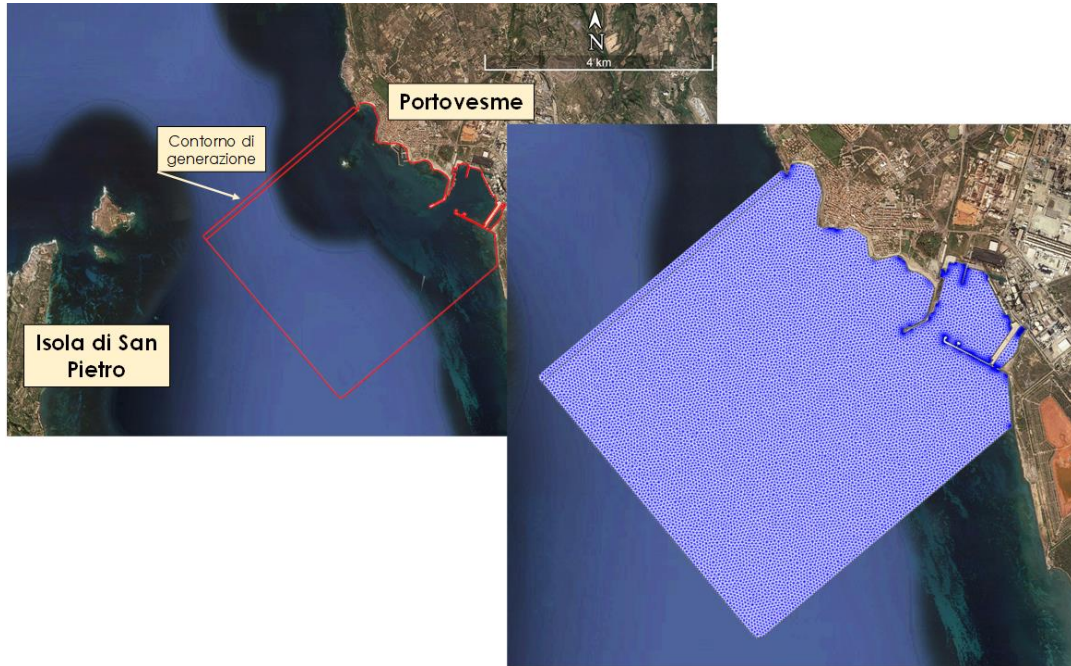 N
4 km
Portovesme
Contorno di
generazione
Isola di San
Pietro